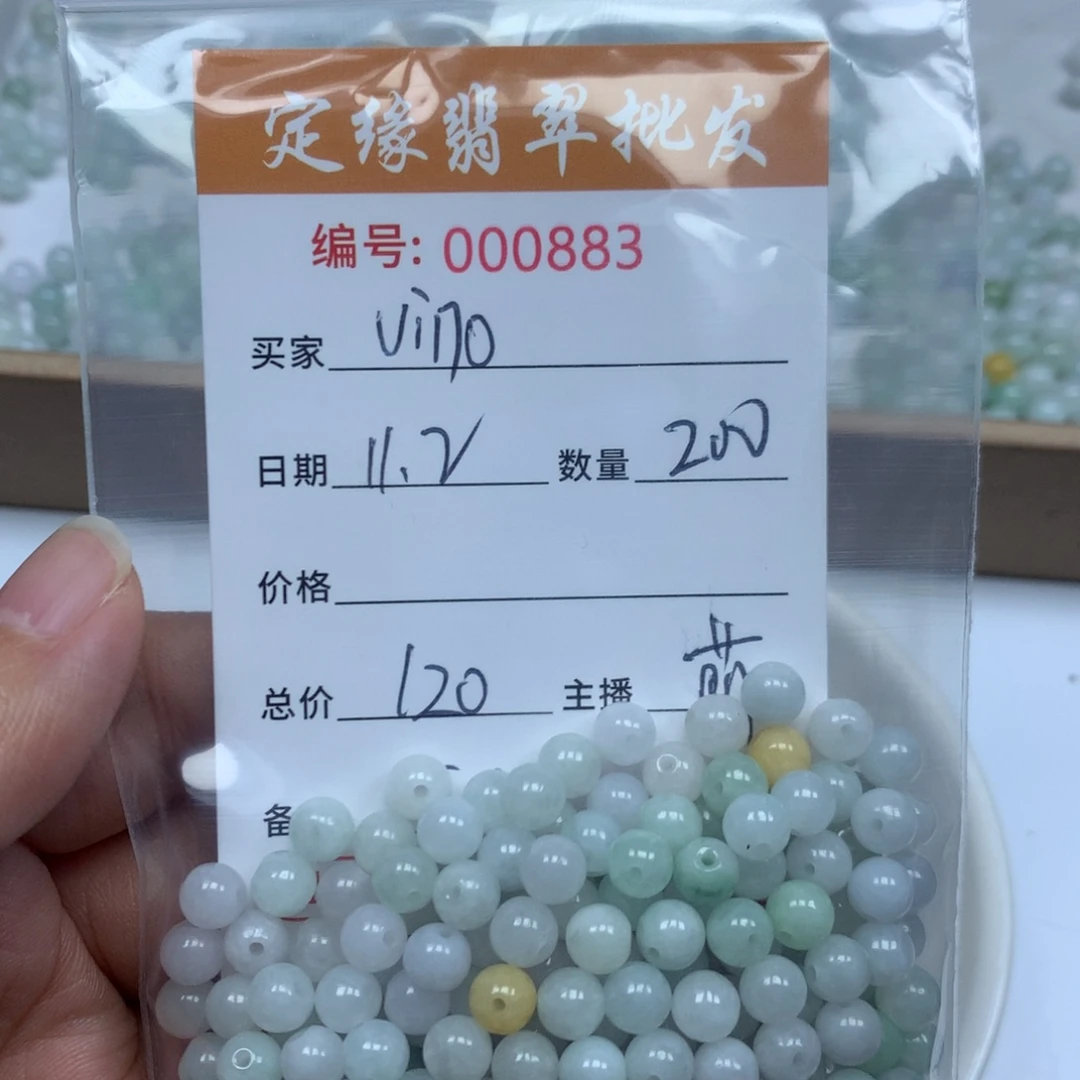 定缘翡翠批发
编号: 000883
买家 vino
日期 11.2 数量 200
价格
总价 120 主播
备